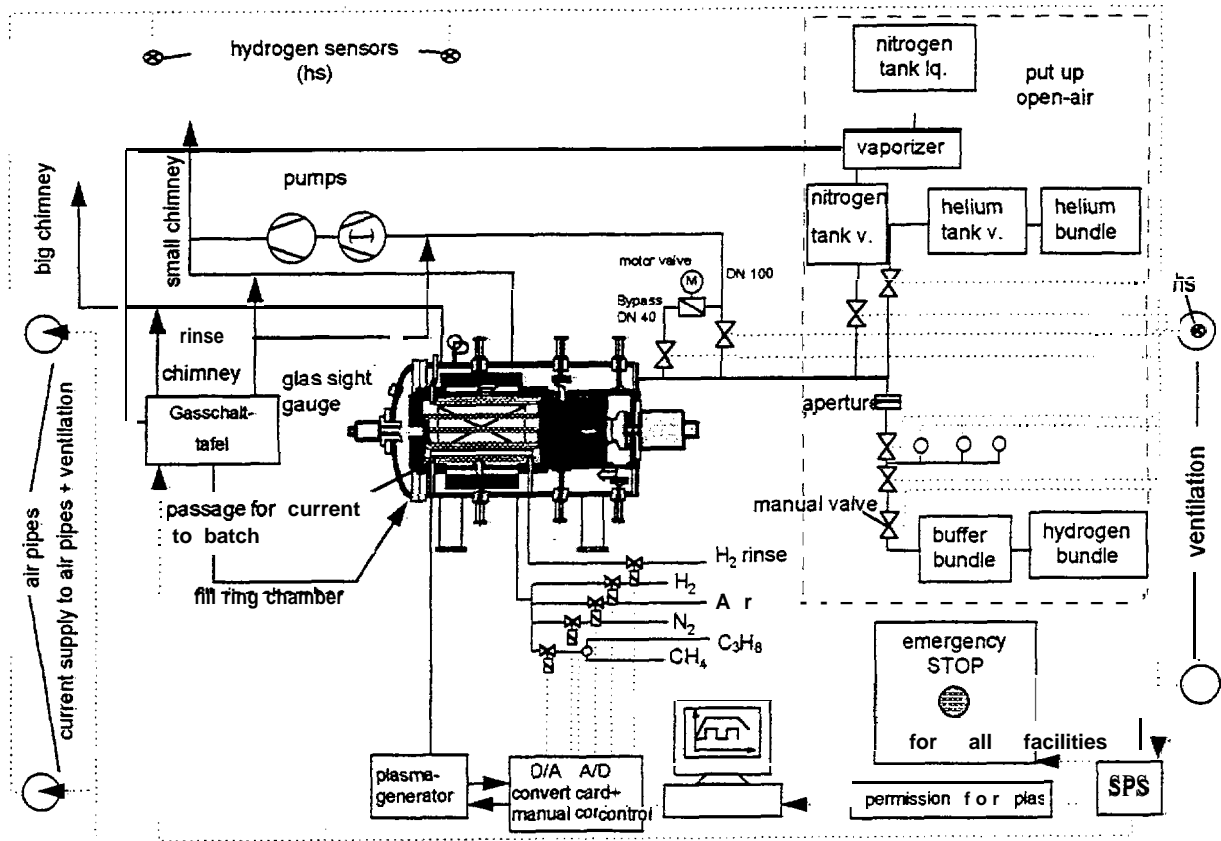 hydrogen sensors
(hs)
nitrogen
tank lq.
put up
open-air
vaporizer
big chimney
small chimney
pumps
nitrogen
tank v.
helium
tank v.
helium
bundle
motor valve
M
DN 100
Bypass
DN 40
hs
rinse
chimney
glas sight
gauge
Gasschalt-
tafel
aperture
air pipes
current supply to air pipes + ventilation
passage for current
to batch
manual valve
buffer
bundle
hydrogen
bundle
ventilation
fill ring chamber
H₂ rinse
H₂
A r
N₂
C₃H₈
CH₄
emergency
STOP
for all facilities
plasma-
generator
D/A A/D
convert card+
manual corcontrol
permission for plas
SPS